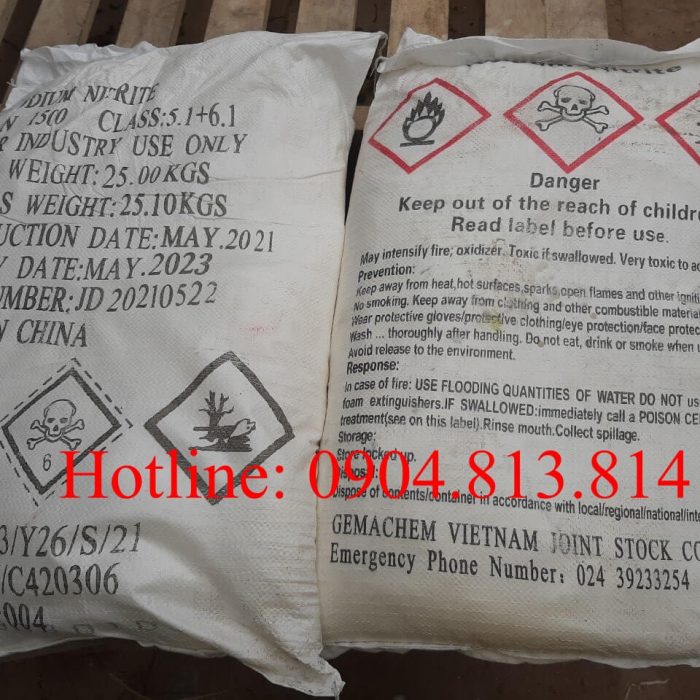 DIUM NITRITE
N 1500 CLASS:5.1+6.1
R INDUSTRY USE ONLY
WEIGHT:25.00KGS
S WEIGHT:25.10KGS
UCTION DATE:MAY.2021
Y DATE:MAY.2023
NUMBER:JD 20210522
N CHINA
6
3/Y26/S/21
/C420306
:004
Danger
Keep out of the reach of childre
Read label before use.
May intensify fire; oxidizer. Toxic if swallowed. Very toxic to
Prevention:
Keep away from heat,hot surfaces,sparks,open flames and other igniti
No smoking. Keep away from clothing and other combustible material
Wear protective gloves/protective clothing/eye protection/face protec
Wash ... thoroughly after handling. Do not eat, drink or smoke when u
Avoid release to the environment.
Response:
In case of fire: USE FLOODING QUANTITIES OF WATER DO NOT us
foam extinguishers.IF SWALLOWED:immediately call a POISON CE
treatment(see on this label).Rinse mouth.Collect spillage.
Storage:
Store locked up.
Hotline: 0904.813.814
Dispose of contents/container in accordance with local/regional/national/inte
GEMACHEM VIETNAM JOINT STOCK CO
Emergency Phone Number: 024 39233254